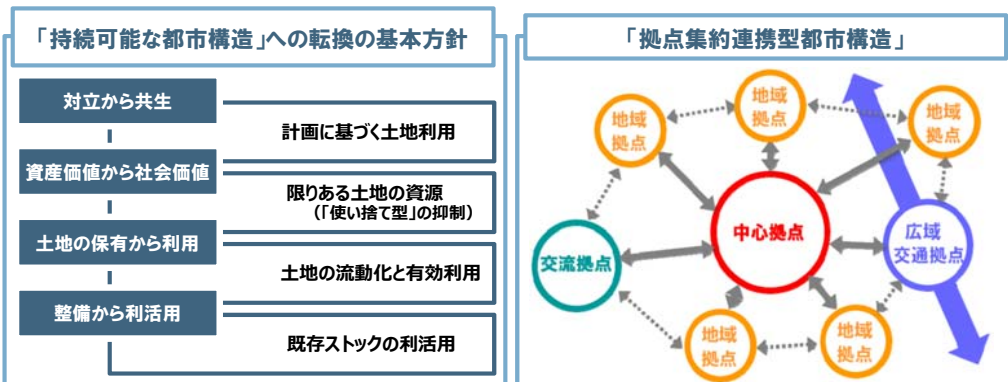 「持続可能な都市構造」への転換の基本方針
対立から共生
計画に基づく土地利用
資産価値から社会価値
限りある土地の資源
(「使い捨て型」の抑制)
土地の保有から利用
土地の流動化と有効利用
整備から利活用
既存ストックの利活用
「拠点集約連携型都市構造」
地域
拠点
地域
拠点
地域
拠点
中心拠点
広域
交通拠点
交流拠点
地域
拠点
地域
拠点